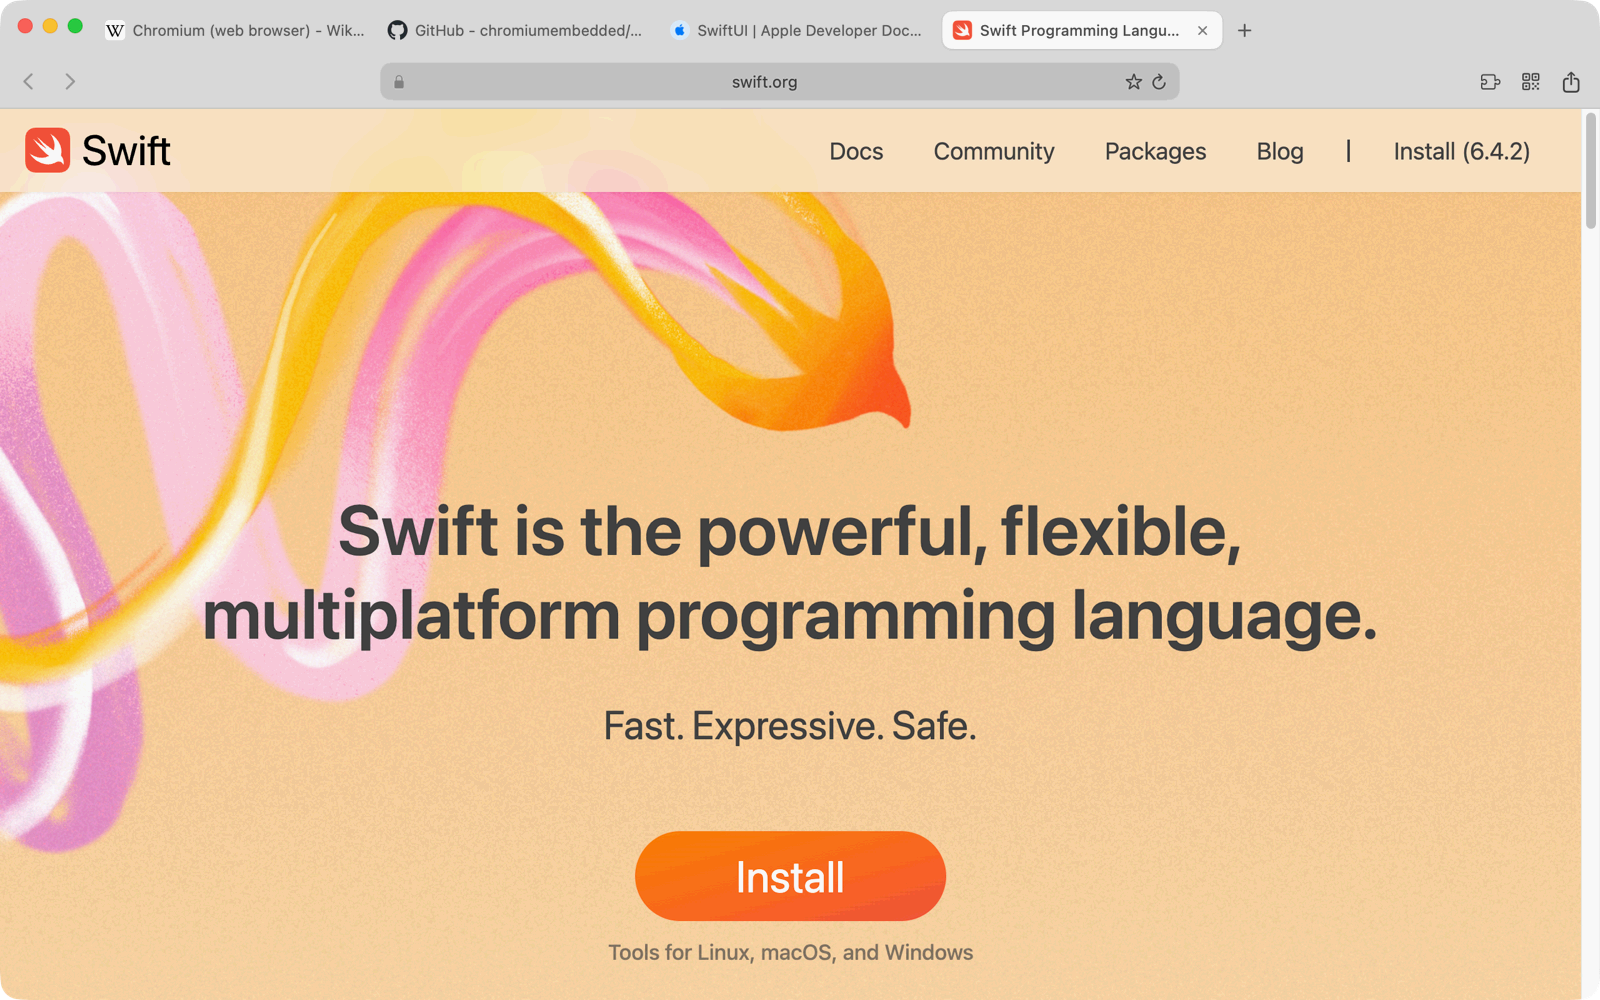 Chromium (web browser) - Wik...
GitHub - chromiumembedded/...
SwiftUI | Apple Developer Doc...
Swift Programming Langu...
swift.org
Swift
Docs
Community
Packages
Blog
|
Install (6.4.2)
Swift is the powerful, flexible,
multiplatform programming language.
Fast. Expressive. Safe.
Install
Tools for Linux, macOS, and Windows